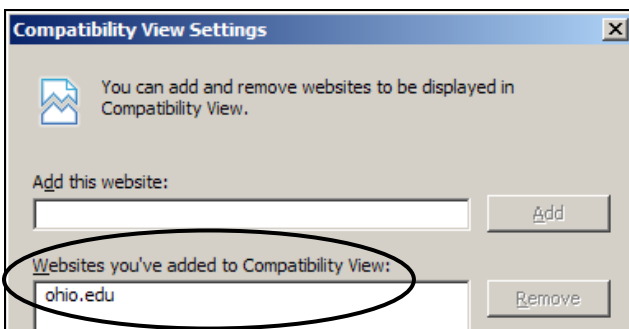 Compatibility View Settings
You can add and remove websites to be displayed in
Compatibility View.
Add this website:
Add
Websites you've added to Compatibility View:
ohio.edu
Remove